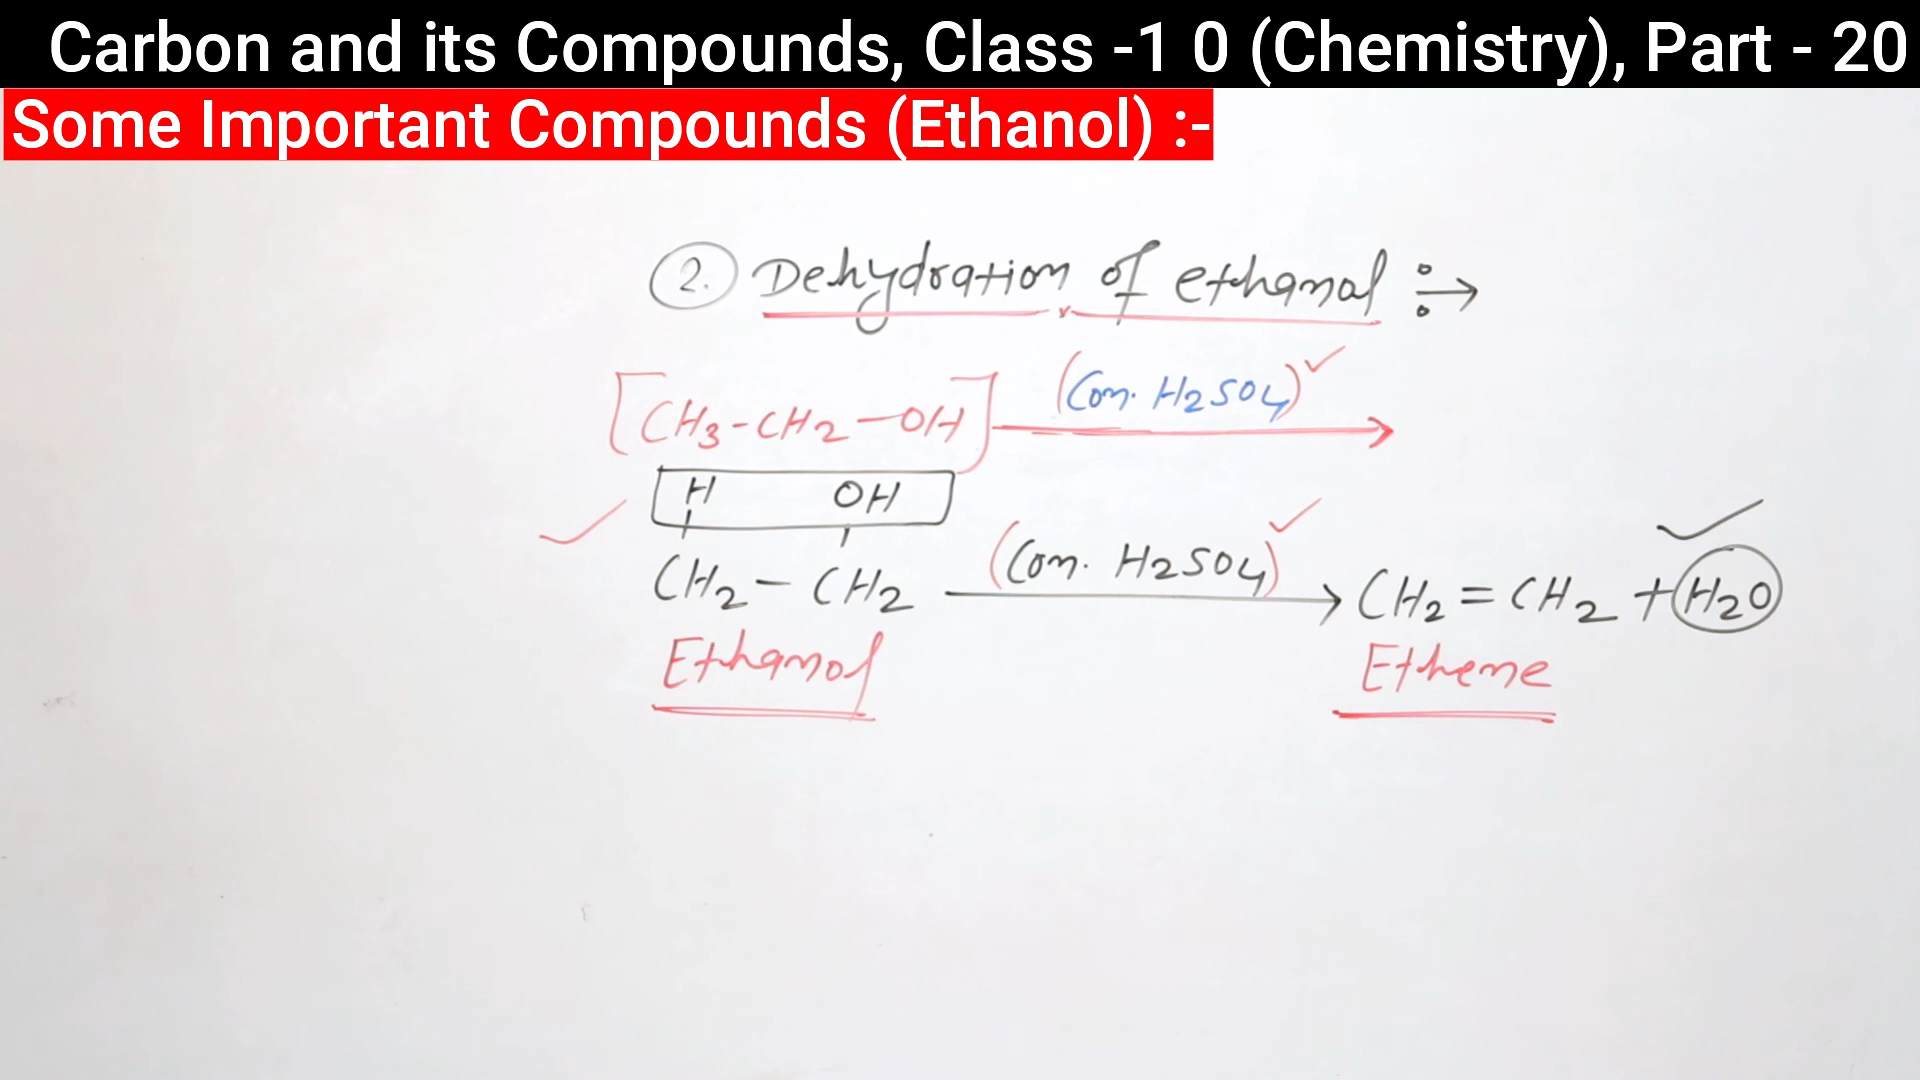 Carbon and its Compounds, Class -1 0 (Chemistry), Part - 20
Some Important Compounds (Ethanol) :-
2. Dehydration of ethanol :→
[CH3-CH2-OH] (Con. H2SO4) →
H OH
CH2 - CH2 (Con. H2SO4) → CH2 = CH2 + H2O
Ethanol Ethene